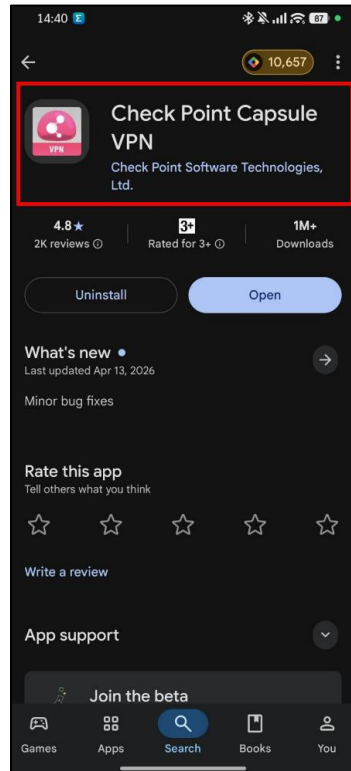 14:40 Σ 87
10,657
VPN
Check Point Capsule
VPN
Check Point Software Technologies,
Ltd.
4.8★ 3+ 1M+
2K reviews Rated for 3+ Downloads
Uninstall Open
What's new
Last updated Apr 13, 2026
Minor bug fixes
Rate this app
Tell others what you think
Write a review
App support
Join the beta
Games Apps Search Books You